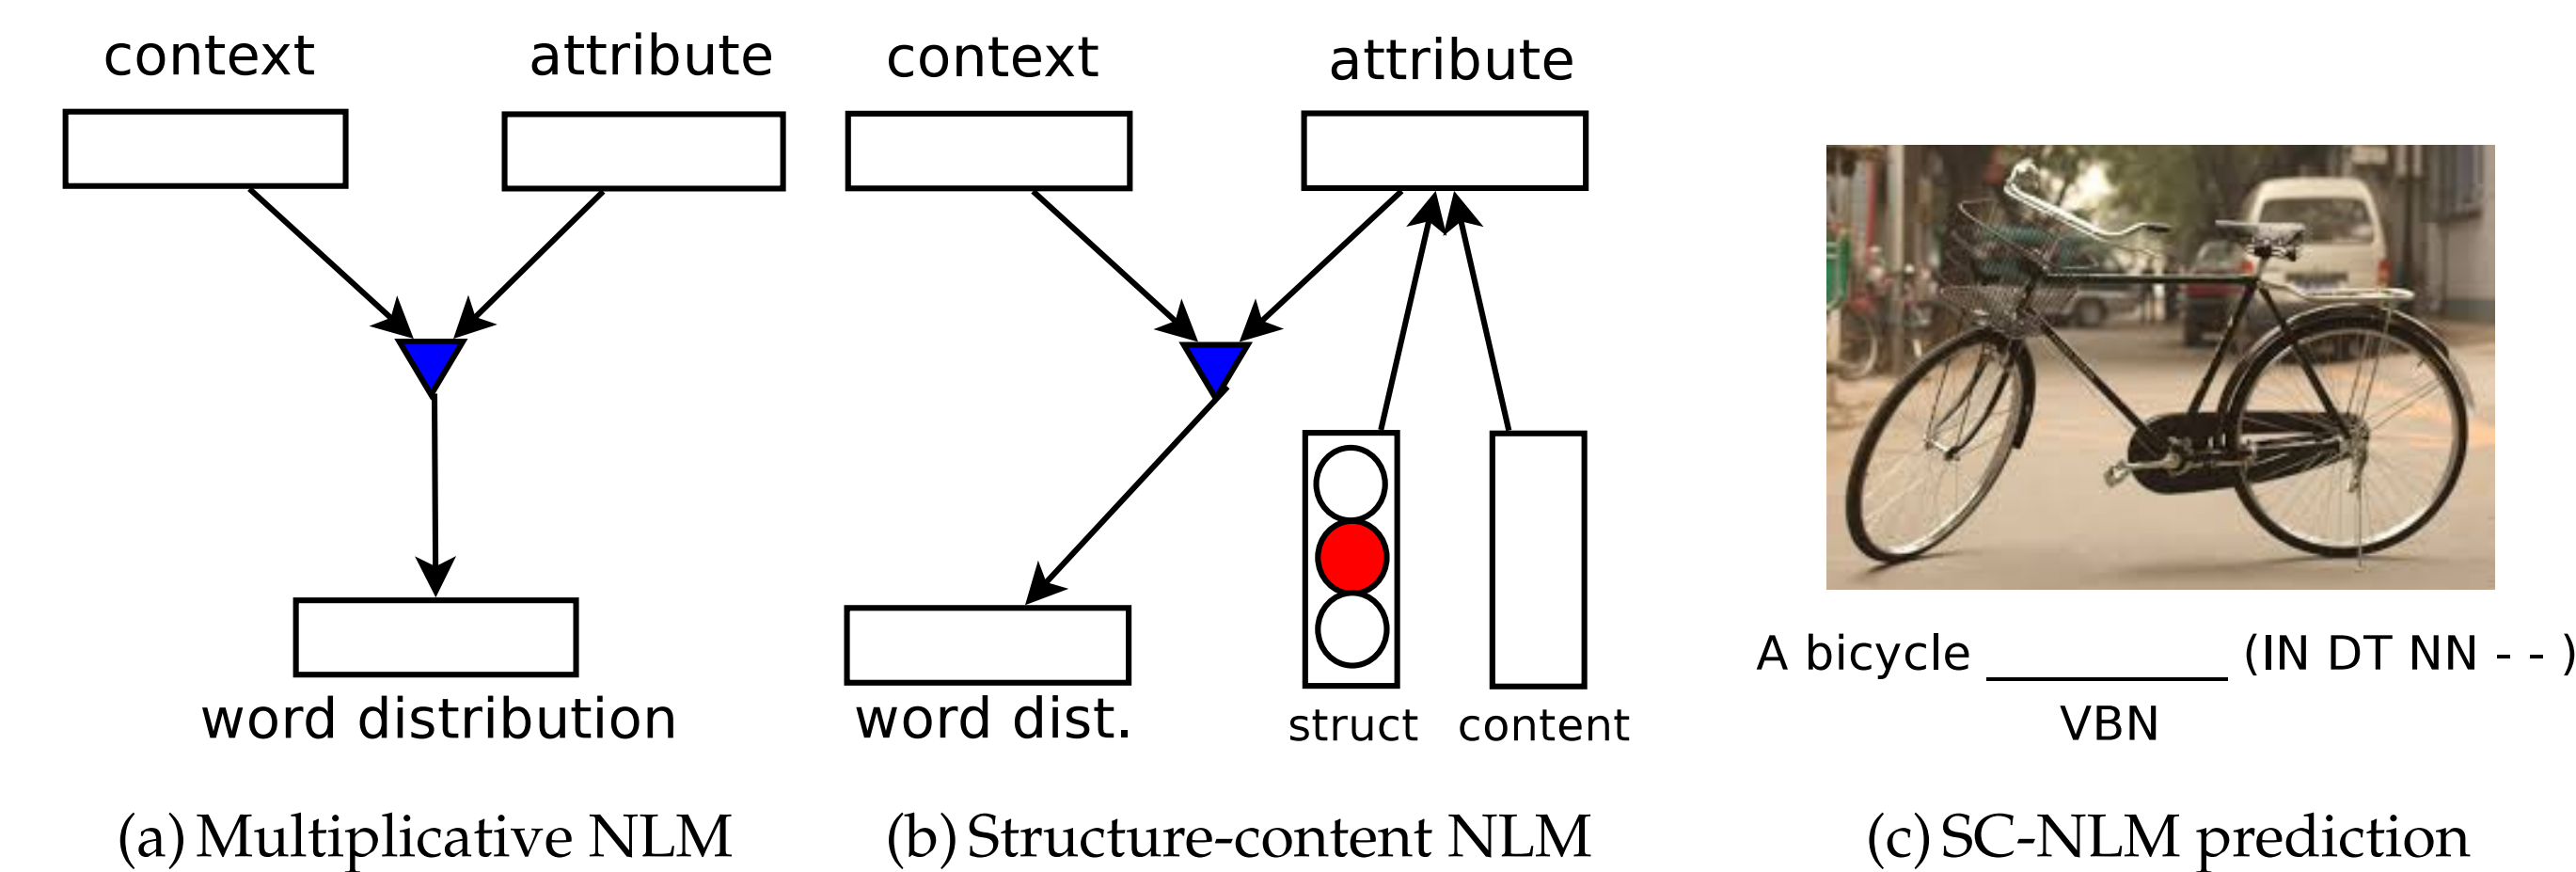 context
attribute
word distribution
(a) Multiplicative NLM
context
attribute
word dist.
struct
content
(b) Structure-content NLM
A bicycle __________ (IN DT NN - - )
VBN
(c) SC-NLM prediction